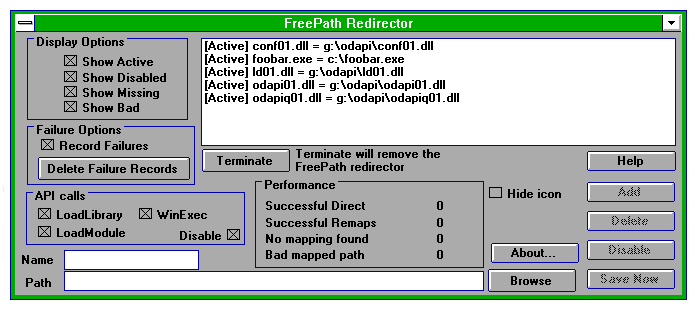 FreePath Redirector
Display Options
Show Active
Show Disabled
Show Missing
Show Bad
[Active] conf01.dll = g:\odapi\conf01.dll
[Active] foobar.exe = c:\foobar.exe
[Active] ld01.dll = g:\odapi\ld01.dll
[Active] odapi01.dll = g:\odapi\odapi01.dll
[Active] odapiq01.dll = g:\odapi\odapiq01.dll
Failure Options
Record Failures
Delete Failure Records
Terminate
Terminate will remove the
FreePath redirector
Help
API calls
LoadLibrary
WinExec
LoadModule
Disable
Performance
Successful Direct 0
Successful Remaps 0
No mapping found 0
Bad mapped path 0
Hide icon
Add
Delete
About...
Disable
Name
Path
Browse
Save Now